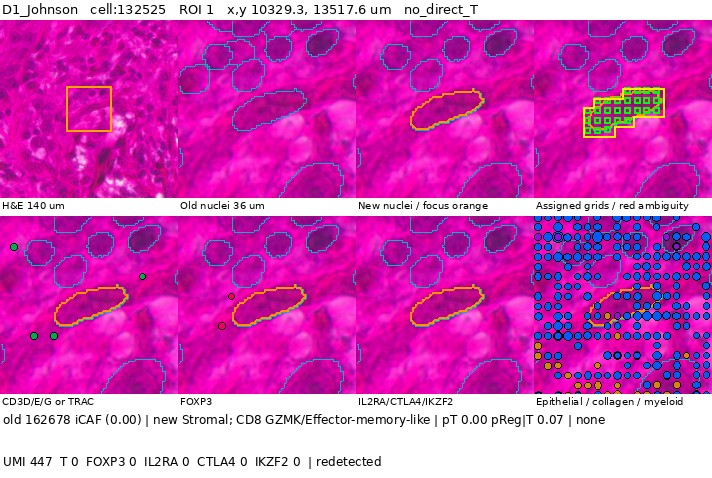 D1_Johnson cell:132525 ROI 1 x,y 10329.3, 13517.6 um no_direct_T
H&E 140 um
Old nuclei 36 um
New nuclei / focus orange
Assigned grids / red ambiguity
CD3D/E/G or TRAC
FOXP3
IL2RA/CTLA4/IKZF2
Epithelial / collagen / myeloid
old 162678 iCAF (0.00) | new Stromal; CD8 GZMK/Effector-memory-like | pT 0.00 pReg|T 0.07 | none
UMI 447 T 0 FOXP3 0 IL2RA 0 CTLA4 0 IKZF2 0 | redetected